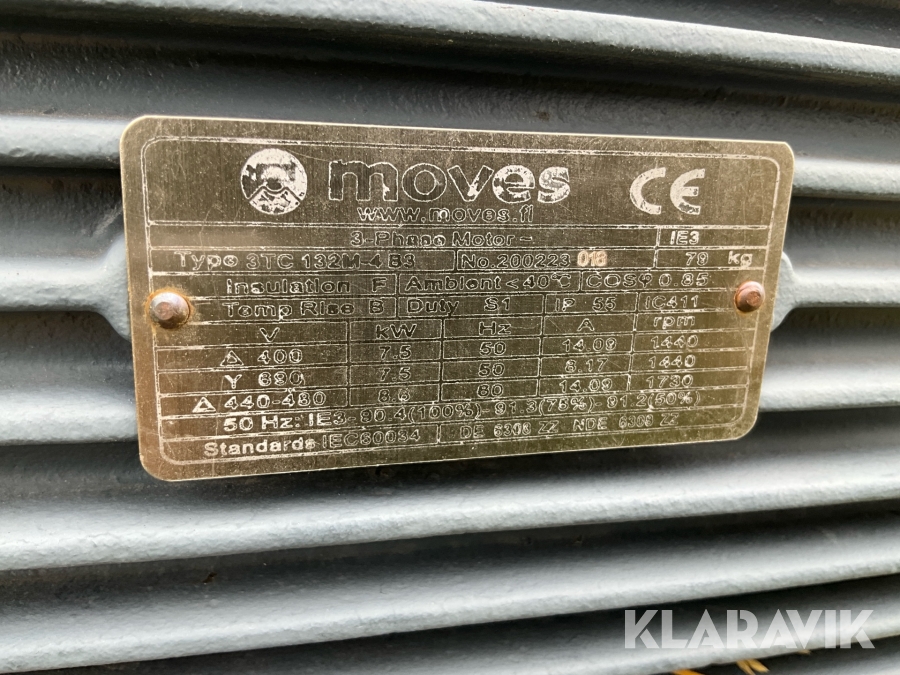 moves CE
www.moves.fi
3-Phase Motor ~ IE3
Type 3TC 132M-4 B3 No.200223 018 79 kg
Insulation F Ambient <40°C COSφ 0.85
Temp Rise B Duty S1 IP 55 IC411
V kW Hz A rpm
Δ 400 7.5 50 14.09 1440
Y 690 7.5 50 8.17 1440
Δ 440-480 60 14.09 1730
50 Hz: IE3-90.4(100%)-91.3(75%)-91.2(50%)
Standards IEC60034 DE 6308 ZZ NDE 6308 ZZ
KLARAVIK